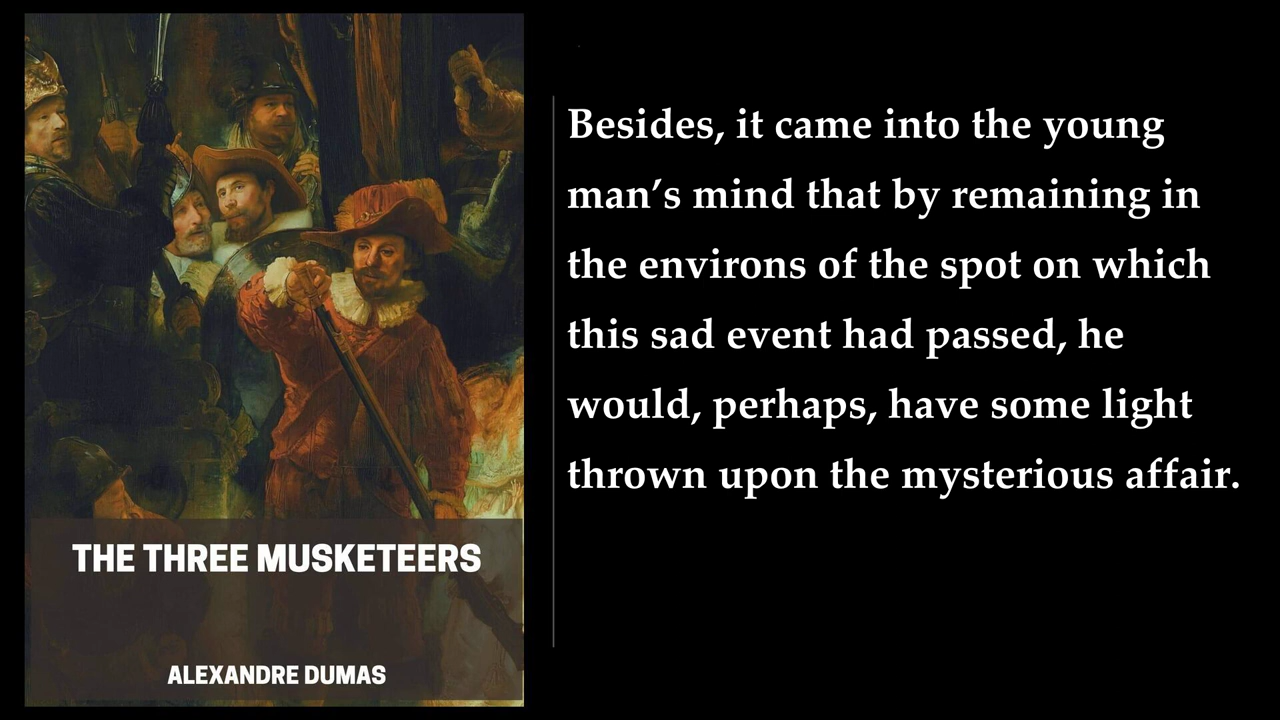 THE THREE MUSKETEERS
ALEXANDRE DUMAS
Besides, it came into the young
man’s mind that by remaining in
the environs of the spot on which
this sad event had passed, he
would, perhaps, have some light
thrown upon the mysterious affair.